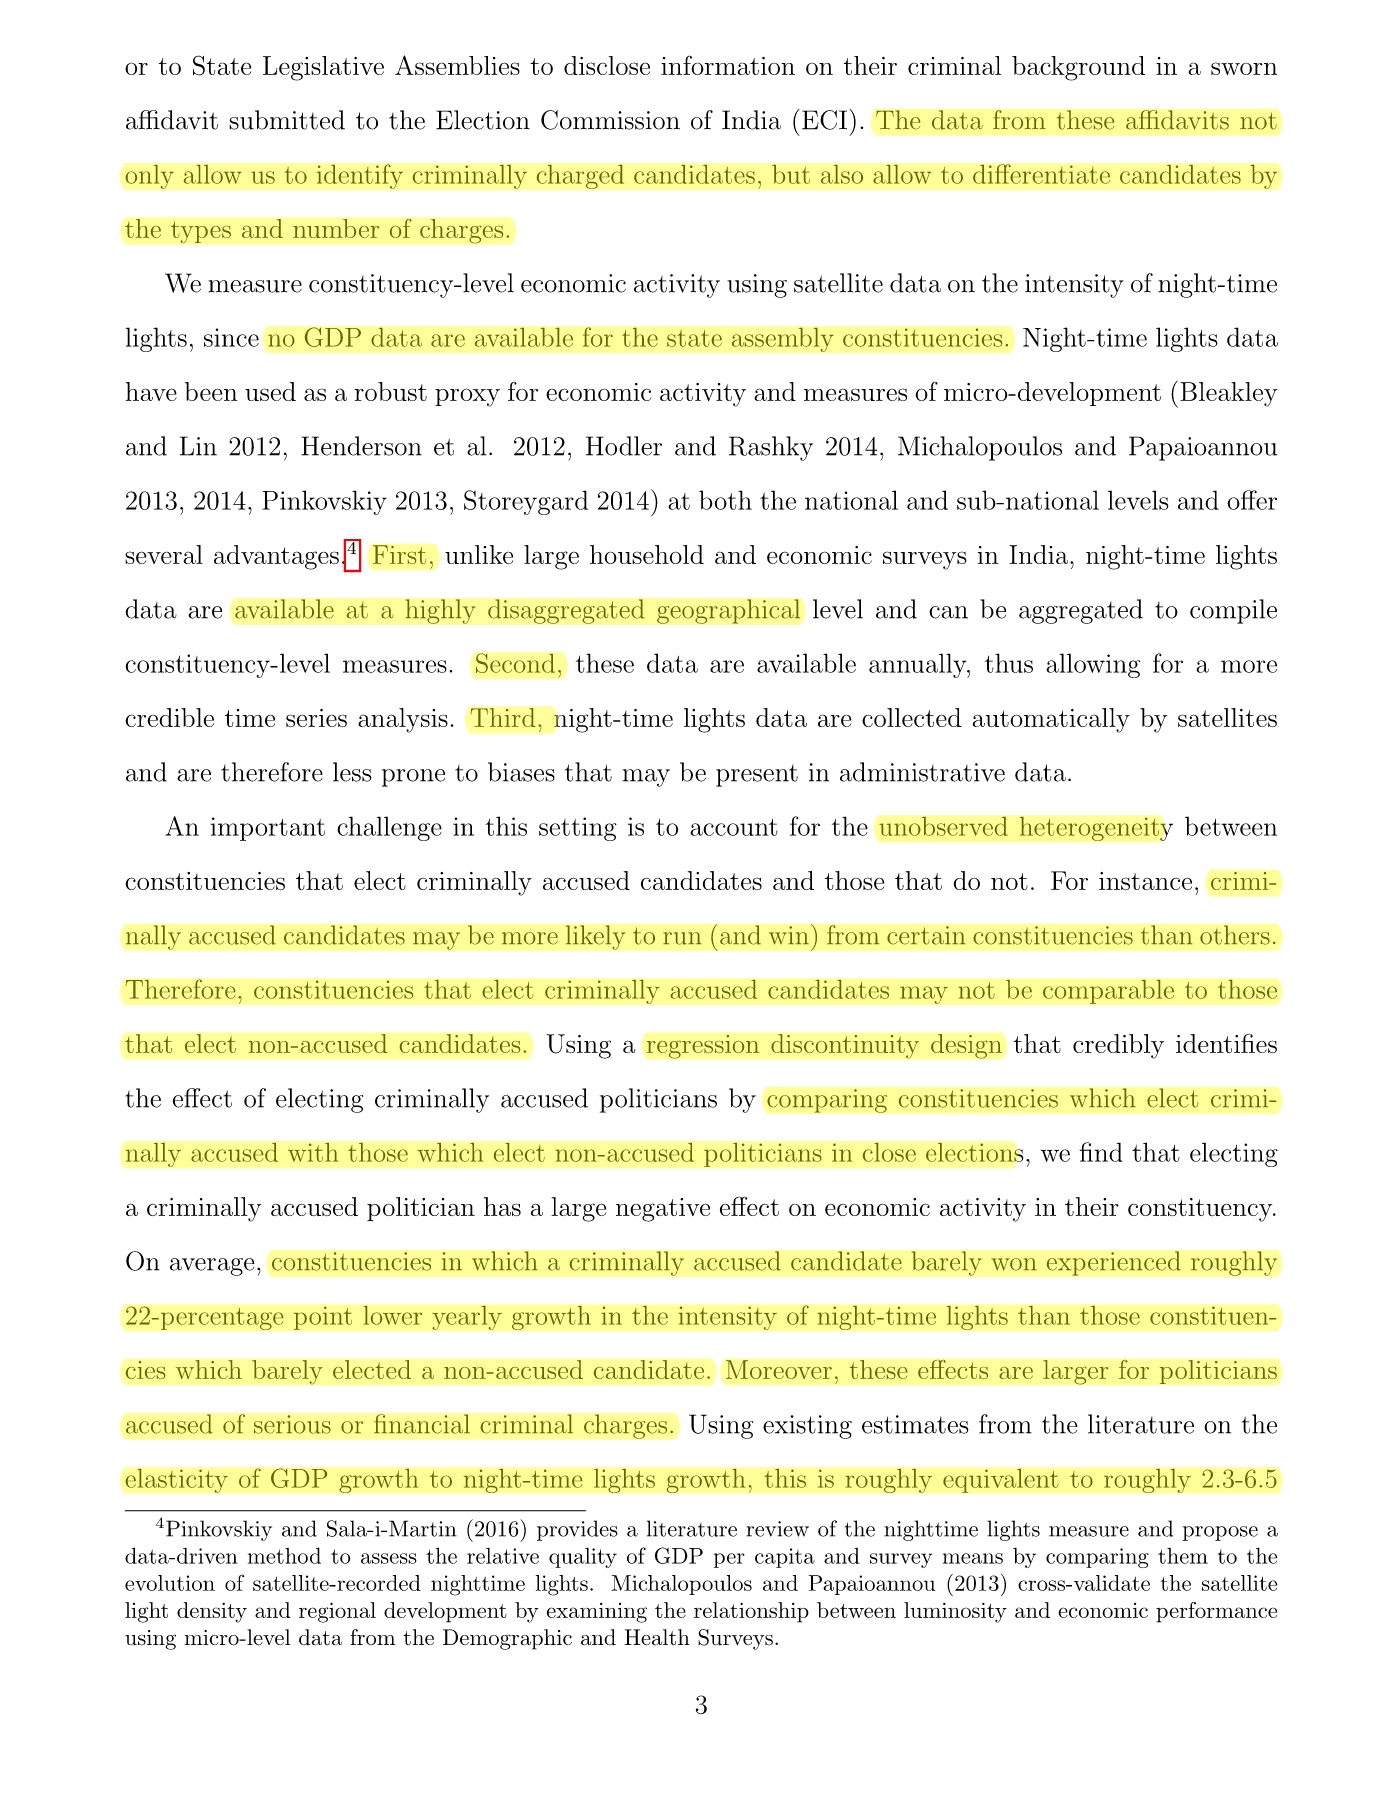 or to State Legislative Assemblies to disclose information on their criminal background in a sworn
affidavit submitted to the Election Commission of India (ECI). The data from these affidavits not
only allow us to identify criminally charged candidates, but also allow to differentiate candidates by
the types and number of charges.
We measure constituency-level economic activity using satellite data on the intensity of night-time
lights, since no GDP data are available for the state assembly constituencies. Night-time lights data
have been used as a robust proxy for economic activity and measures of micro-development (Bleakley
and Lin 2012, Henderson et al. 2012, Hodler and Rashky 2014, Michalopoulos and Papaioannou
2013, 2014, Pinkovskiy 2013, Storeygard 2014) at both the national and sub-national levels and offer
several advantages.4 First, unlike large household and economic surveys in India, night-time lights
data are available at a highly disaggregated geographical level and can be aggregated to compile
constituency-level measures. Second, these data are available annually, thus allowing for a more
credible time series analysis. Third, night-time lights data are collected automatically by satellites
and are therefore less prone to biases that may be present in administrative data.
An important challenge in this setting is to account for the unobserved heterogeneity between
constituencies that elect criminally accused candidates and those that do not. For instance, crimi-
nally accused candidates may be more likely to run (and win) from certain constituencies than others.
Therefore, constituencies that elect criminally accused candidates may not be comparable to those
that elect non-accused candidates. Using a regression discontinuity design that credibly identifies
the effect of electing criminally accused politicians by comparing constituencies which elect crimi-
nally accused with those which elect non-accused politicians in close elections, we find that electing
a criminally accused politician has a large negative effect on economic activity in their constituency.
On average, constituencies in which a criminally accused candidate barely won experienced roughly
22-percentage point lower yearly growth in the intensity of night-time lights than those constituen-
cies which barely elected a non-accused candidate. Moreover, these effects are larger for politicians
accused of serious or financial criminal charges. Using existing estimates from the literature on the
elasticity of GDP growth to night-time lights growth, this is roughly equivalent to roughly 2.3-6.5
4Pinkovskiy and Sala-i-Martin (2016) provides a literature review of the nighttime lights measure and propose a
data-driven method to assess the relative quality of GDP per capita and survey means by comparing them to the
evolution of satellite-recorded nighttime lights. Michalopoulos and Papaioannou (2013) cross-validate the satellite
light density and regional development by examining the relationship between luminosity and economic performance
using micro-level data from the Demographic and Health Surveys.
3